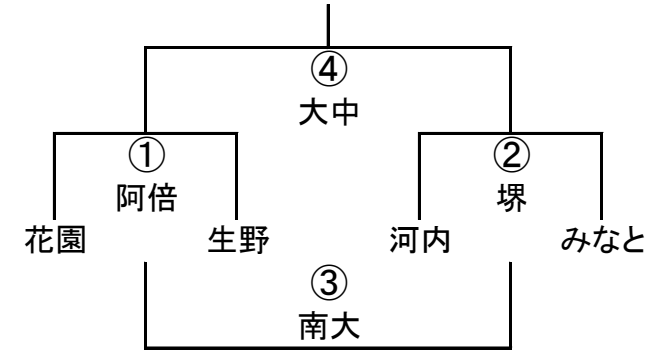 ④
大中
① ②
阿倍 堺
花園 生野 河内 みなと
③
南大